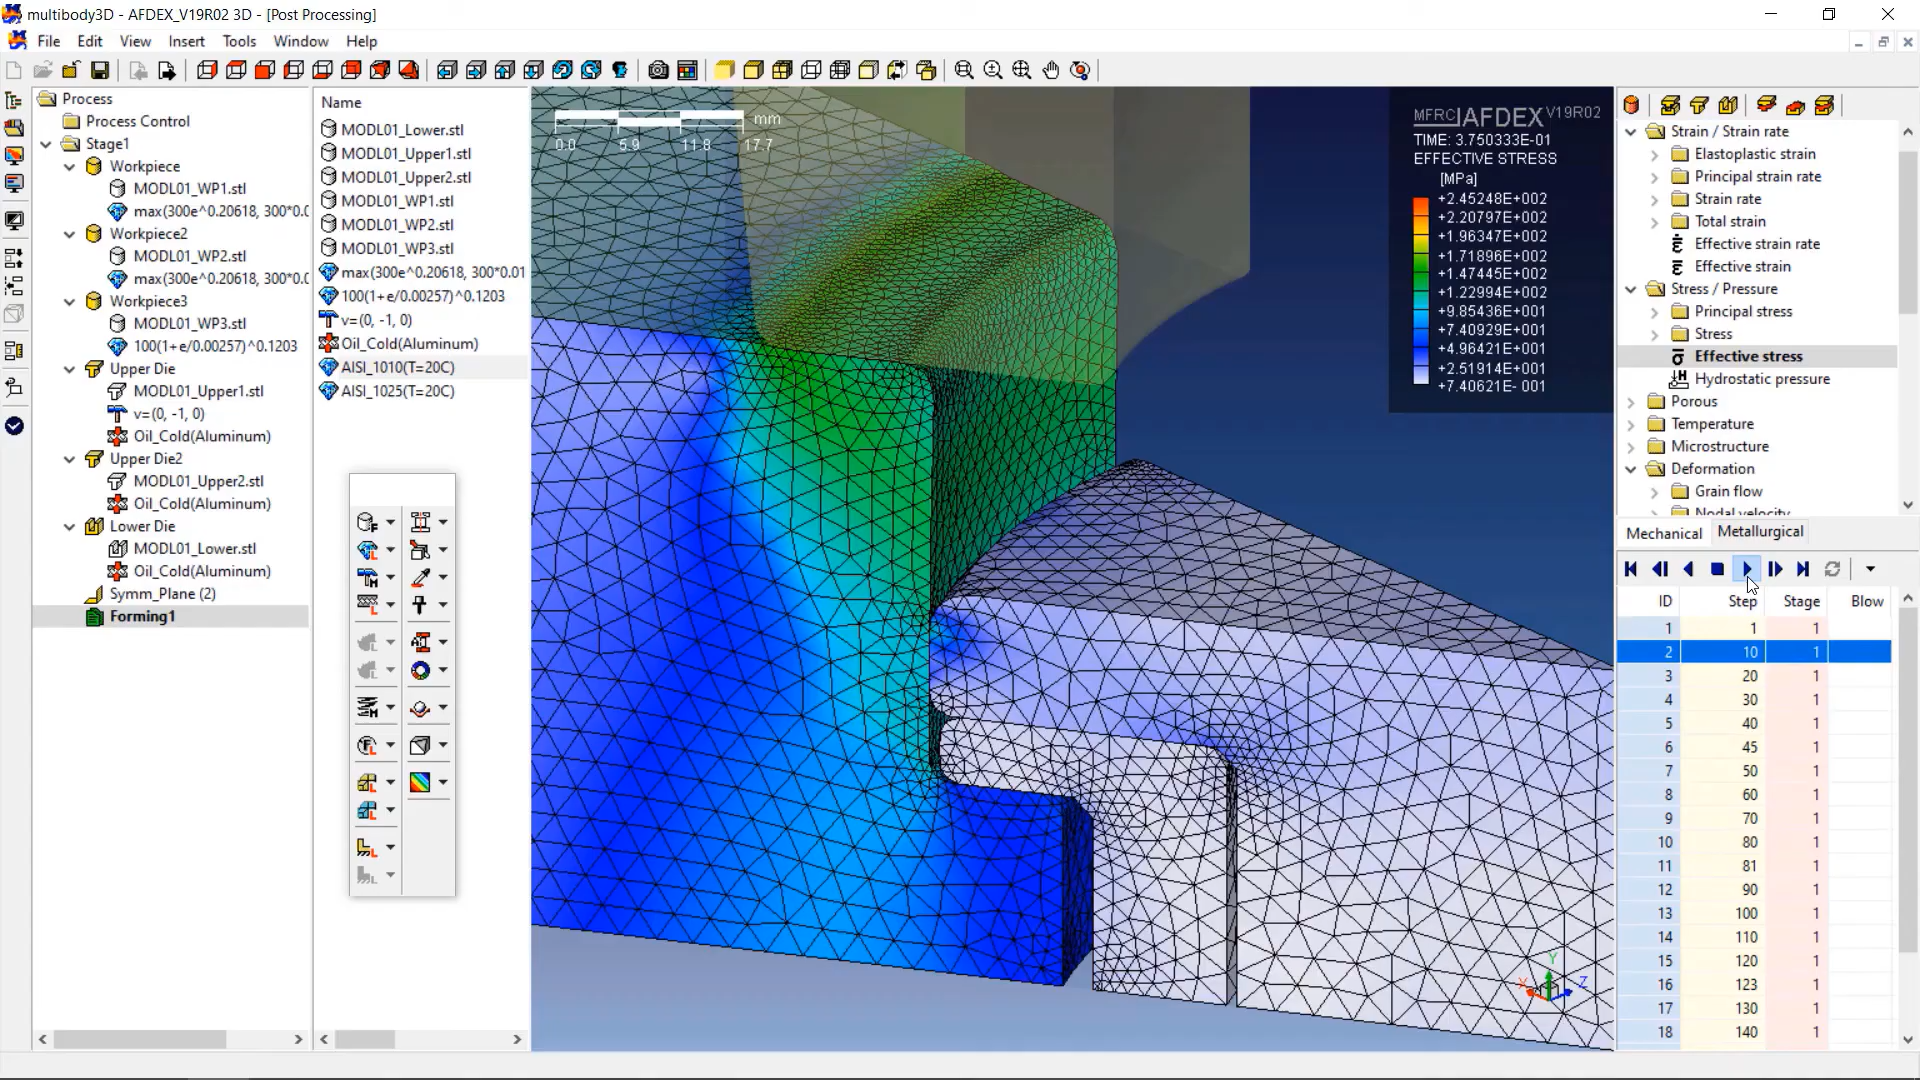 multibody3D - AFDEX_V19R02 3D - [Post Processing]
File Edit View Insert Tools Window Help
Process
Process Control
Stage1
Workpiece
MODL01_WP1.stl
max(300e^0.20618, 300*0.0
Workpiece2
MODL01_WP2.stl
max(300e^0.20618, 300*0.0
Workpiece3
MODL01_WP3.stl
100(1+e/0.00257)^0.1203
Upper Die
MODL01_Upper1.stl
v=(0, -1, 0)
Oil_Cold(Aluminum)
Upper Die2
MODL01_Upper2.stl
Oil_Cold(Aluminum)
Lower Die
MODL01_Lower.stl
Oil_Cold(Aluminum)
Symm_Plane (2)
Forming1
Name
MODL01_Lower.stl
MODL01_Upper1.stl
MODL01_Upper2.stl
MODL01_WP1.stl
MODL01_WP2.stl
MODL01_WP3.stl
max(300e^0.20618, 300*0.01
100(1+e/0.00257)^0.1203
v=(0, -1, 0)
Oil_Cold(Aluminum)
AISI_1010(T=20C)
AISI_1025(T=20C)
mm
0.0 5.9 11.8 17.7
MFRC|AFDEX V19R02
TIME: 3.750333E-01
EFFECTIVE STRESS
[MPa]
+2.45248E+002
+2.20797E+002
+1.96347E+002
+1.71896E+002
+1.47445E+002
+1.22994E+002
+9.85436E+001
+7.40929E+001
+4.96421E+001
+2.51914E+001
+7.40621E-001
X Y Z
Strain / Strain rate
Elastoplastic strain
Principal strain rate
Strain rate
Total strain
Effective strain rate
Effective strain
Stress / Pressure
Principal stress
Stress
Effective stress
Hydrostatic pressure
Porous
Temperature
Microstructure
Deformation
Grain flow
Nodal velocity
Mechanical Metallurgical
ID Step Stage Blow
1 1 1
2 10 1
3 20 1
4 30 1
5 40 1
6 45 1
7 50 1
8 60 1
9 70 1
10 80 1
11 81 1
12 90 1
13 100 1
14 110 1
15 120 1
16 123 1
17 130 1
18 140 1